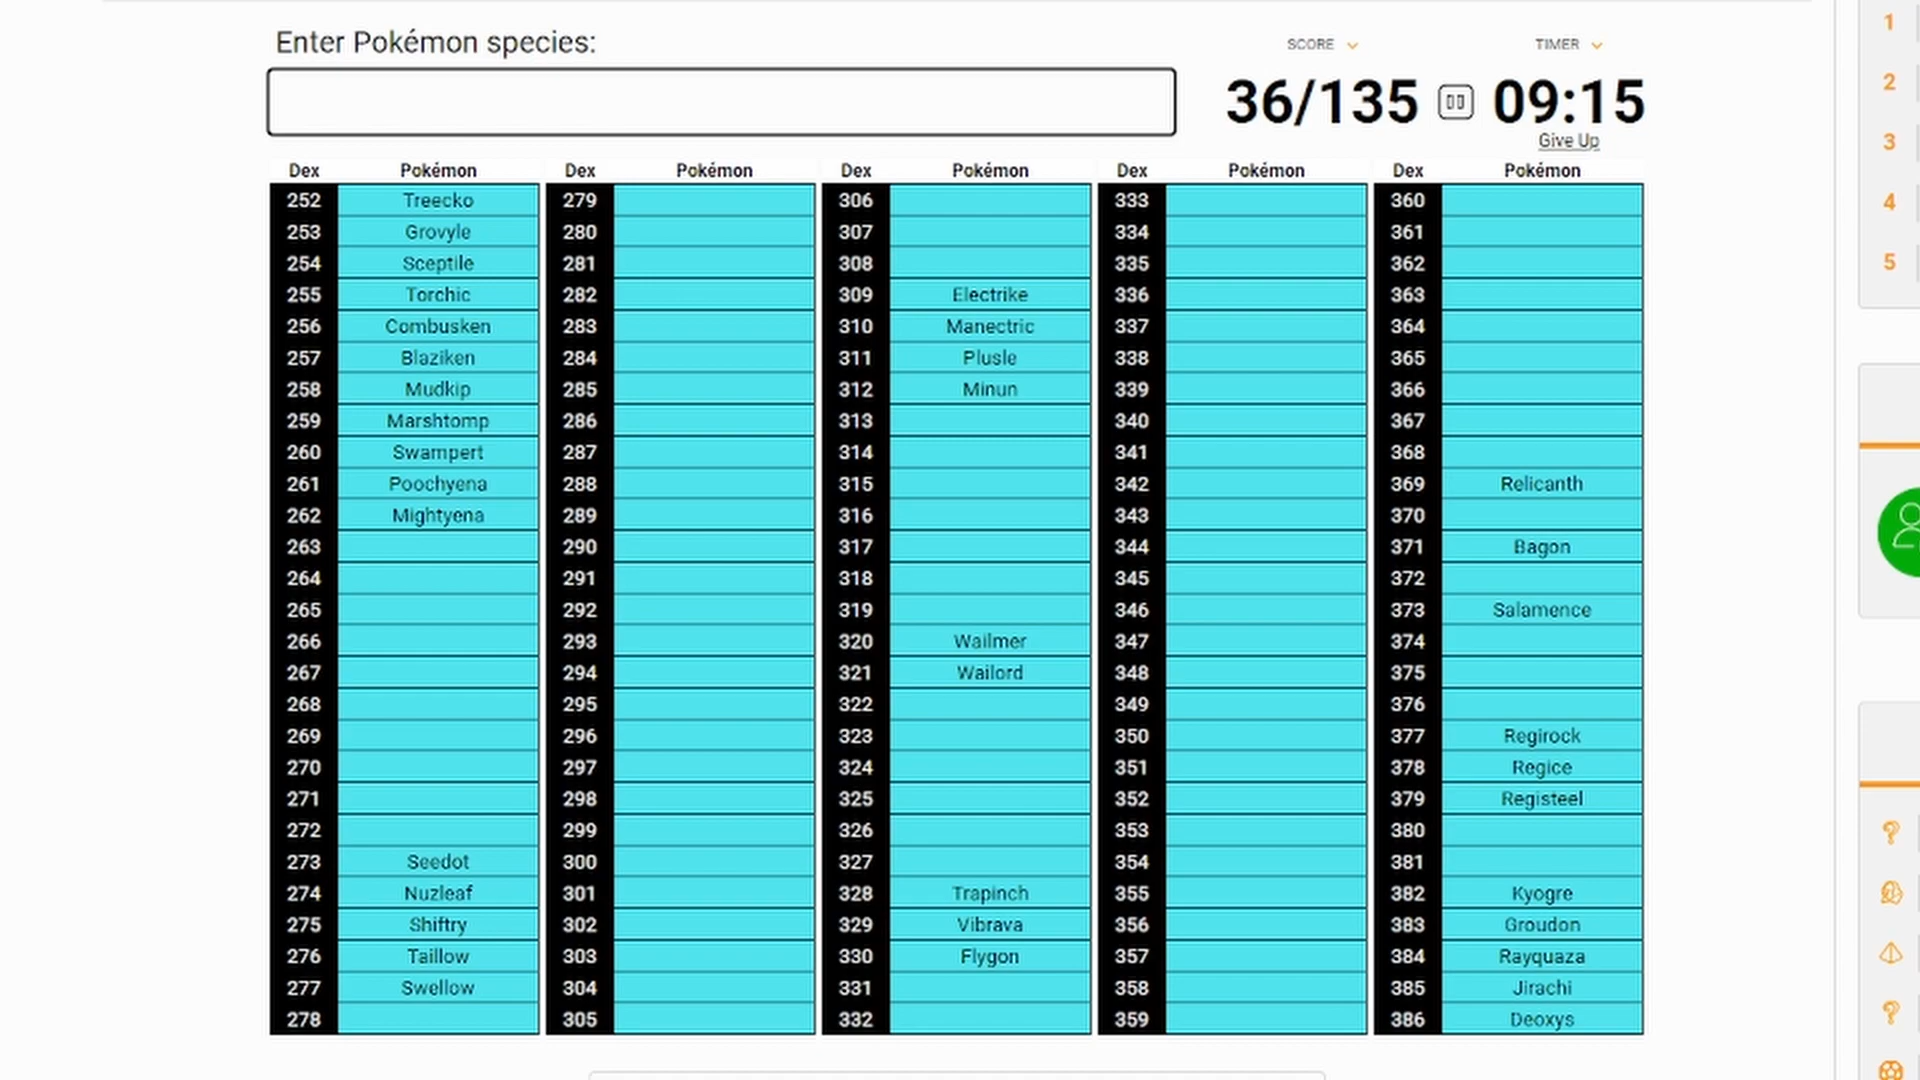 Enter Pokémon species:
SCORE
TIMER
36/135
09:15
Give Up
Dex Pokémon Dex Pokémon Dex Pokémon Dex Pokémon Dex Pokémon
252 Treecko 279 306 333 360
253 Grovyle 280 307 334 361
254 Sceptile 281 308 335 362
255 Torchic 282 309 Electrike 336 363
256 Combusken 283 310 Manectric 337 364
257 Blaziken 284 311 Plusle 338 365
258 Mudkip 285 312 Minun 339 366
259 Marshtomp 286 313 340 367
260 Swampert 287 314 341 368
261 Poochyena 288 315 342 369 Relicanth
262 Mightyena 289 316 343 370
263 290 317 344 371 Bagon
264 291 318 345 372
265 292 319 346 373 Salamence
266 293 320 Wailmer 347 374
267 294 321 Wailord 348 375
268 295 322 349 376
269 296 323 350 377 Regirock
270 297 324 351 378 Regice
271 298 325 352 379 Registeel
272 299 326 353 380
273 Seedot 300 327 354 381
274 Nuzleaf 301 328 Trapinch 355 382 Kyogre
275 Shiftry 302 329 Vibrava 356 383 Groudon
276 Taillow 303 330 Flygon 357 384 Rayquaza
277 Swellow 304 331 358 385 Jirachi
278 305 332 359 386 Deoxys
1
2
3
4
5